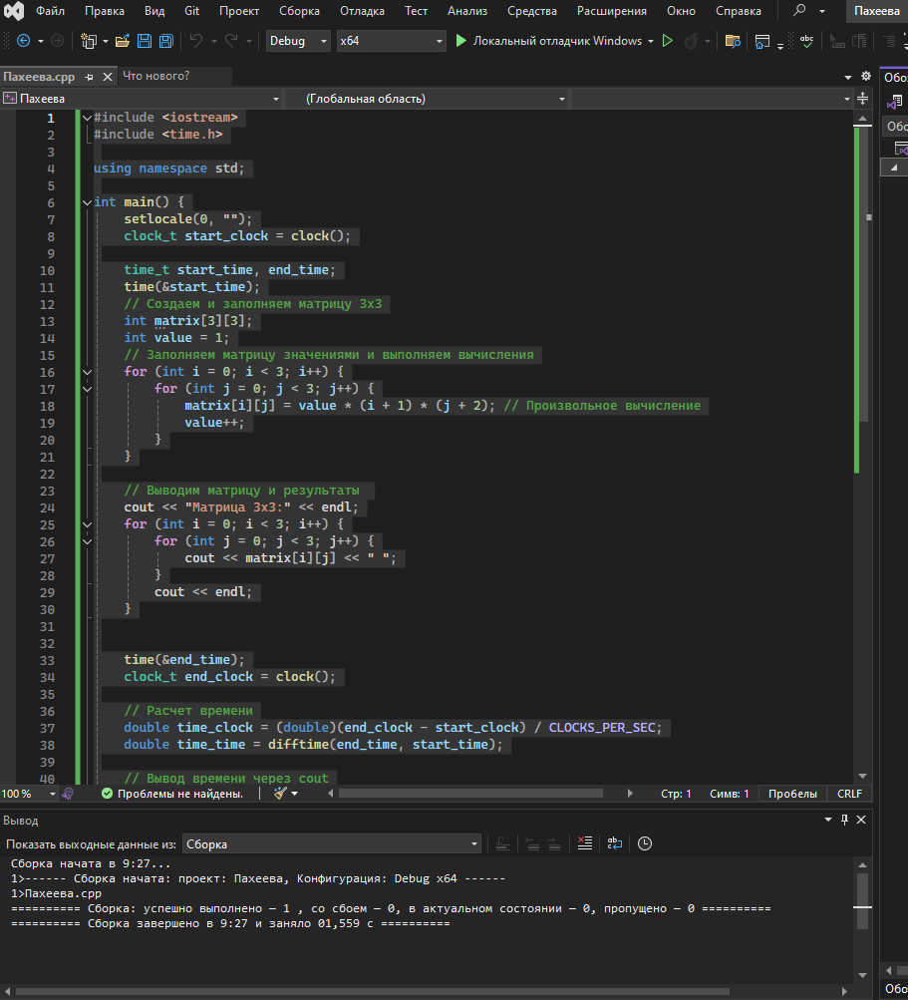 Файл Правка Вид Git Проект Сборка Отладка Тест Анализ Средства Расширения Окно Справка Пахеева
Debug x64 Локальный отладчик Windows
Пахеева.cpp Что нового?
Пахеева (Глобальная область)
1 #include <iostream>
2 #include <time.h>
3
4 using namespace std;
5
6 int main() {
7 setlocale(0, "");
8 clock_t start_clock = clock();
9
10 time_t start_time, end_time;
11 time(&start_time);
12 // Создаем и заполняем матрицу 3x3
13 int matrix[3][3];
14 int value = 1;
15 // Заполняем матрицу значениями и выполняем вычисления
16 for (int i = 0; i < 3; i++) {
17 for (int j = 0; j < 3; j++) {
18 matrix[i][j] = value * (i + 1) * (j + 2); // Произвольное вычисление
19 value++;
20 }
21 }
22
23 // Выводим матрицу и результаты
24 cout << "Матрица 3x3:" << endl;
25 for (int i = 0; i < 3; i++) {
26 for (int j = 0; j < 3; j++) {
27 cout << matrix[i][j] << " ";
28 }
29 cout << endl;
30 }
31
32
33 time(&end_time);
34 clock_t end_clock = clock();
35
36 // Расчет времени
37 double time_clock = (double)(end_clock - start_clock) / CLOCKS_PER_SEC;
38 double time_time = difftime(end_time, start_time);
39
40 // Вывод времени через cout
100 % Проблемы не найдены. Стр: 1 Симв: 1 Пробелы CRLF
Вывод
Показать выходные данные из: Сборка
Сборка начата в 9:27...
1>------ Сборка начата: проект: Пахеева, Конфигурация: Debug x64 ------
1>Пахеева.cpp
========== Сборка: успешно выполнено — 1 , со сбоем — 0, в актуальном состоянии — 0, пропущено — 0 ==========
========== Сборка завершено в 9:27 и заняло 01,559 с ==========